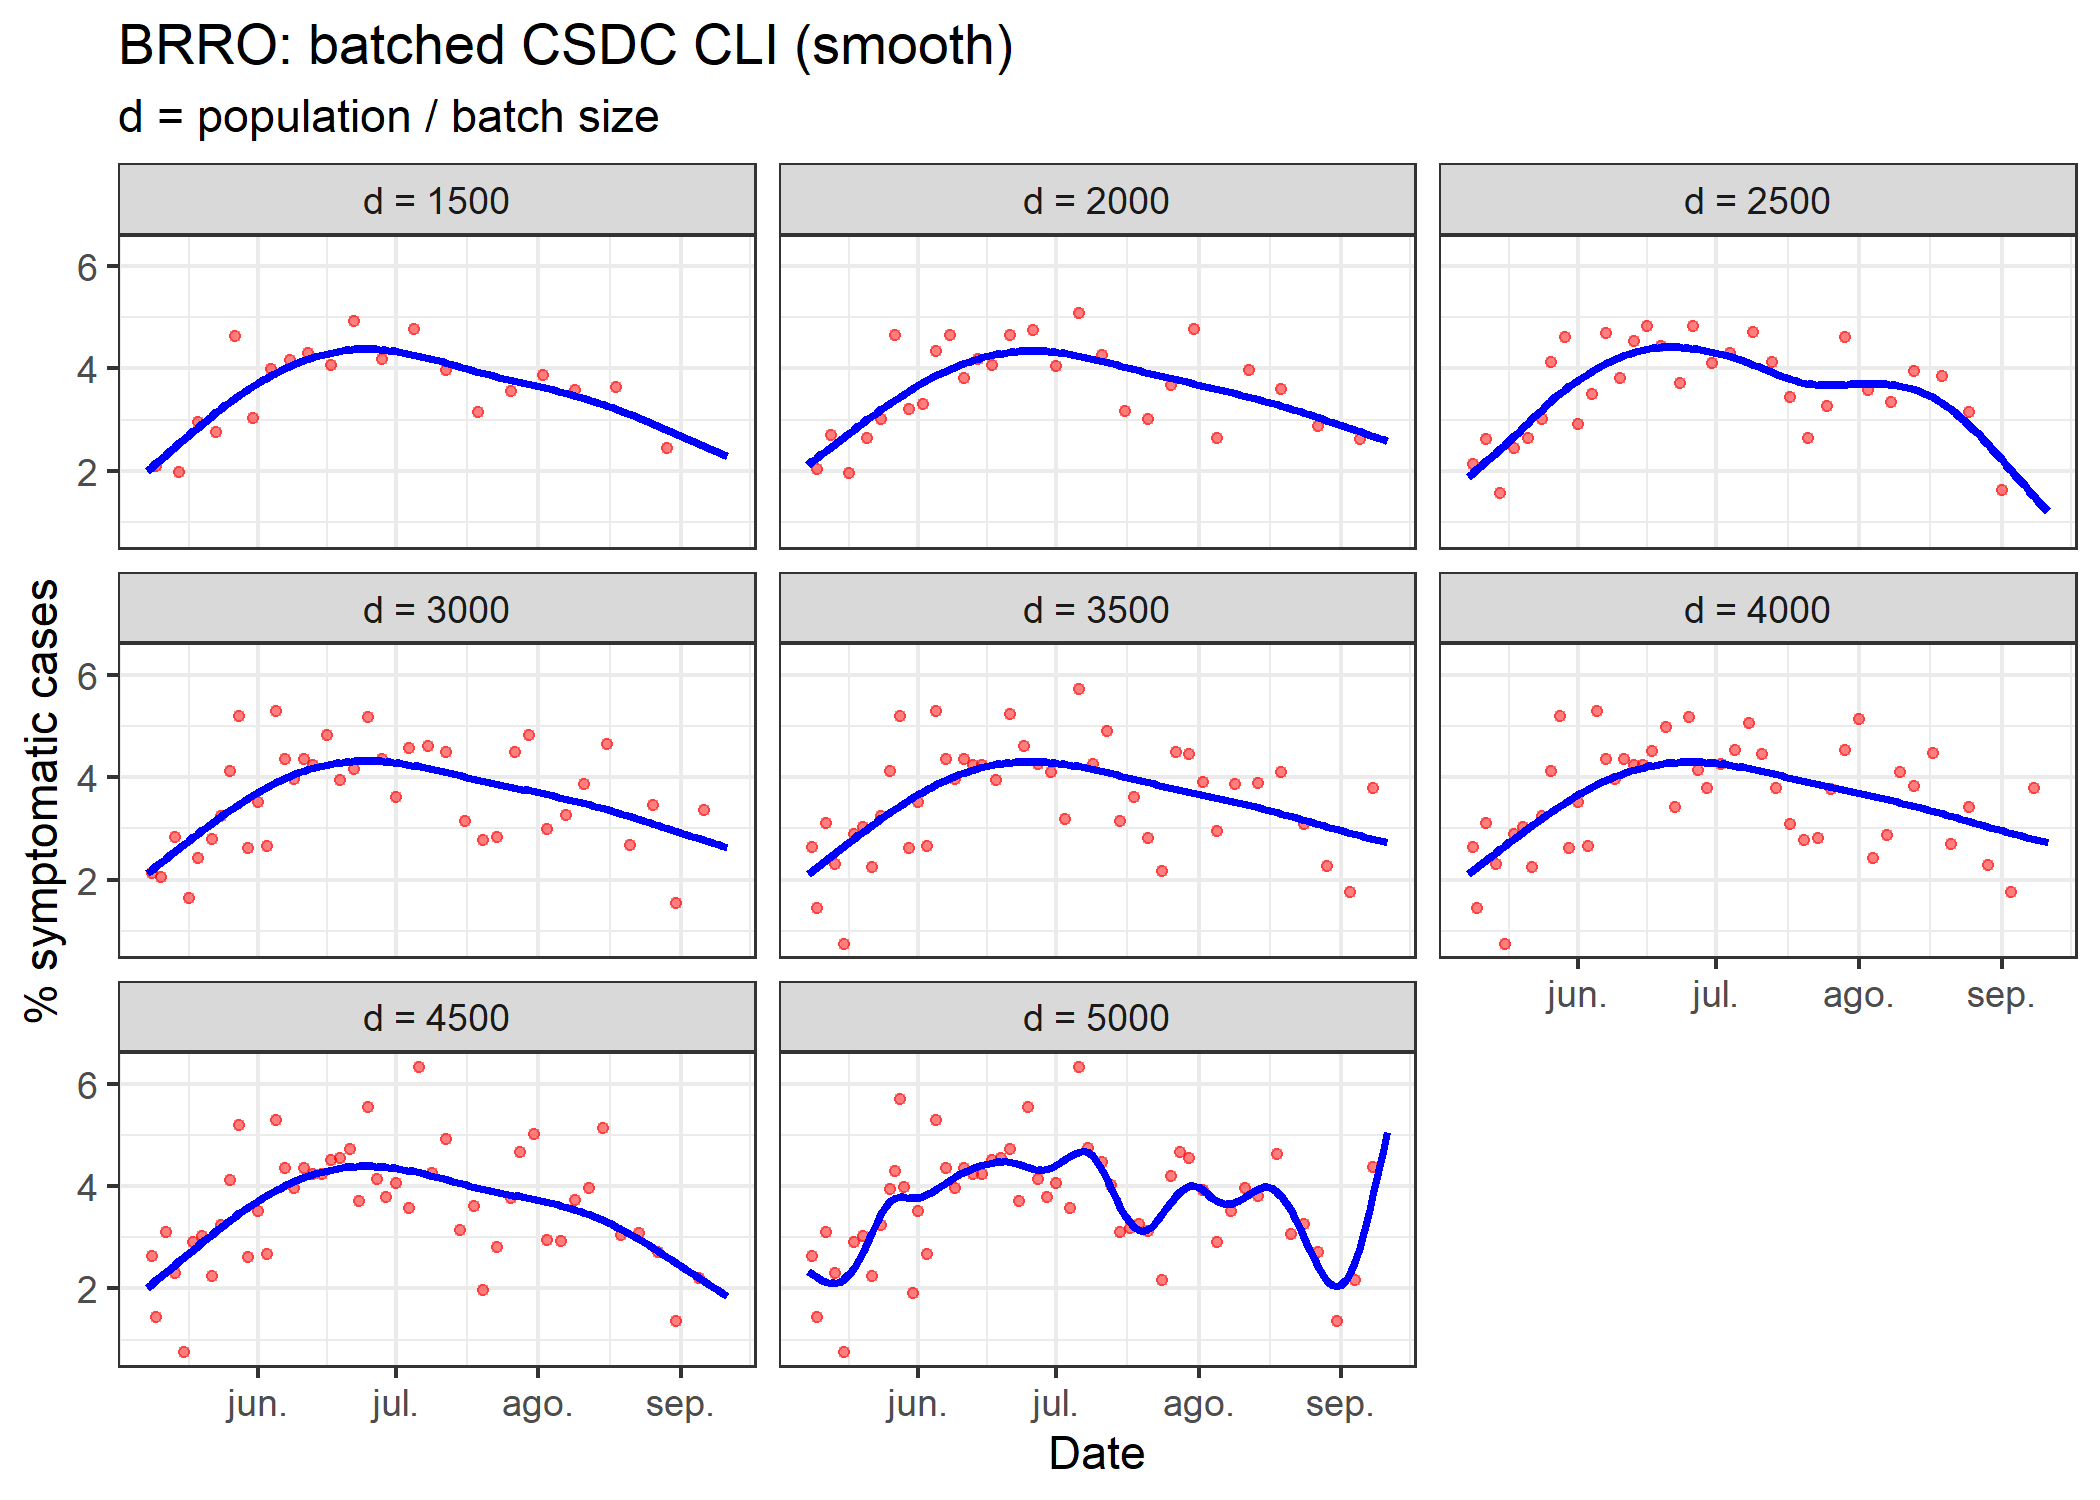 BRRO: batched CSDC CLI (smooth)
d = population / batch size
d = 1500
d = 2000
d = 2500
6
4
2
d = 3000
d = 3500
d = 4000
6
4
2
jun.
jul.
ago.
sep.
d = 4500
d = 5000
6
4
2
jun.
jul.
ago.
sep.
jun.
jul.
ago.
sep.
% symptomatic cases
Date